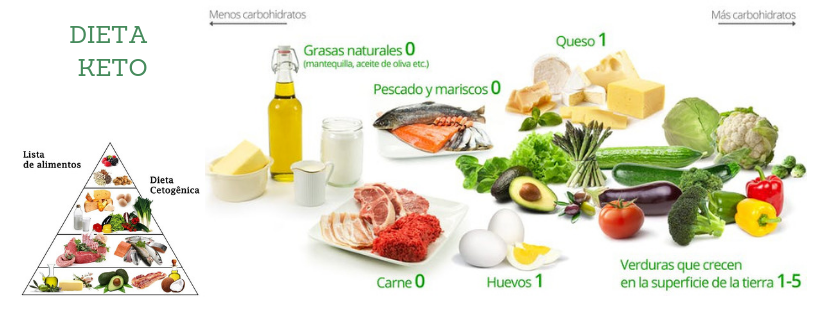 DIETA
KETO
Lista
de alimentos
Dieta
Cetogênica
Menos carbohidratos
Más carbohidratos
Grasas naturales 0
(mantequilla, aceite de oliva etc.)
Pescado y mariscos 0
Queso 1
Carne 0
Huevos 1
Verduras que crecen
en la superficie de la tierra 1-5